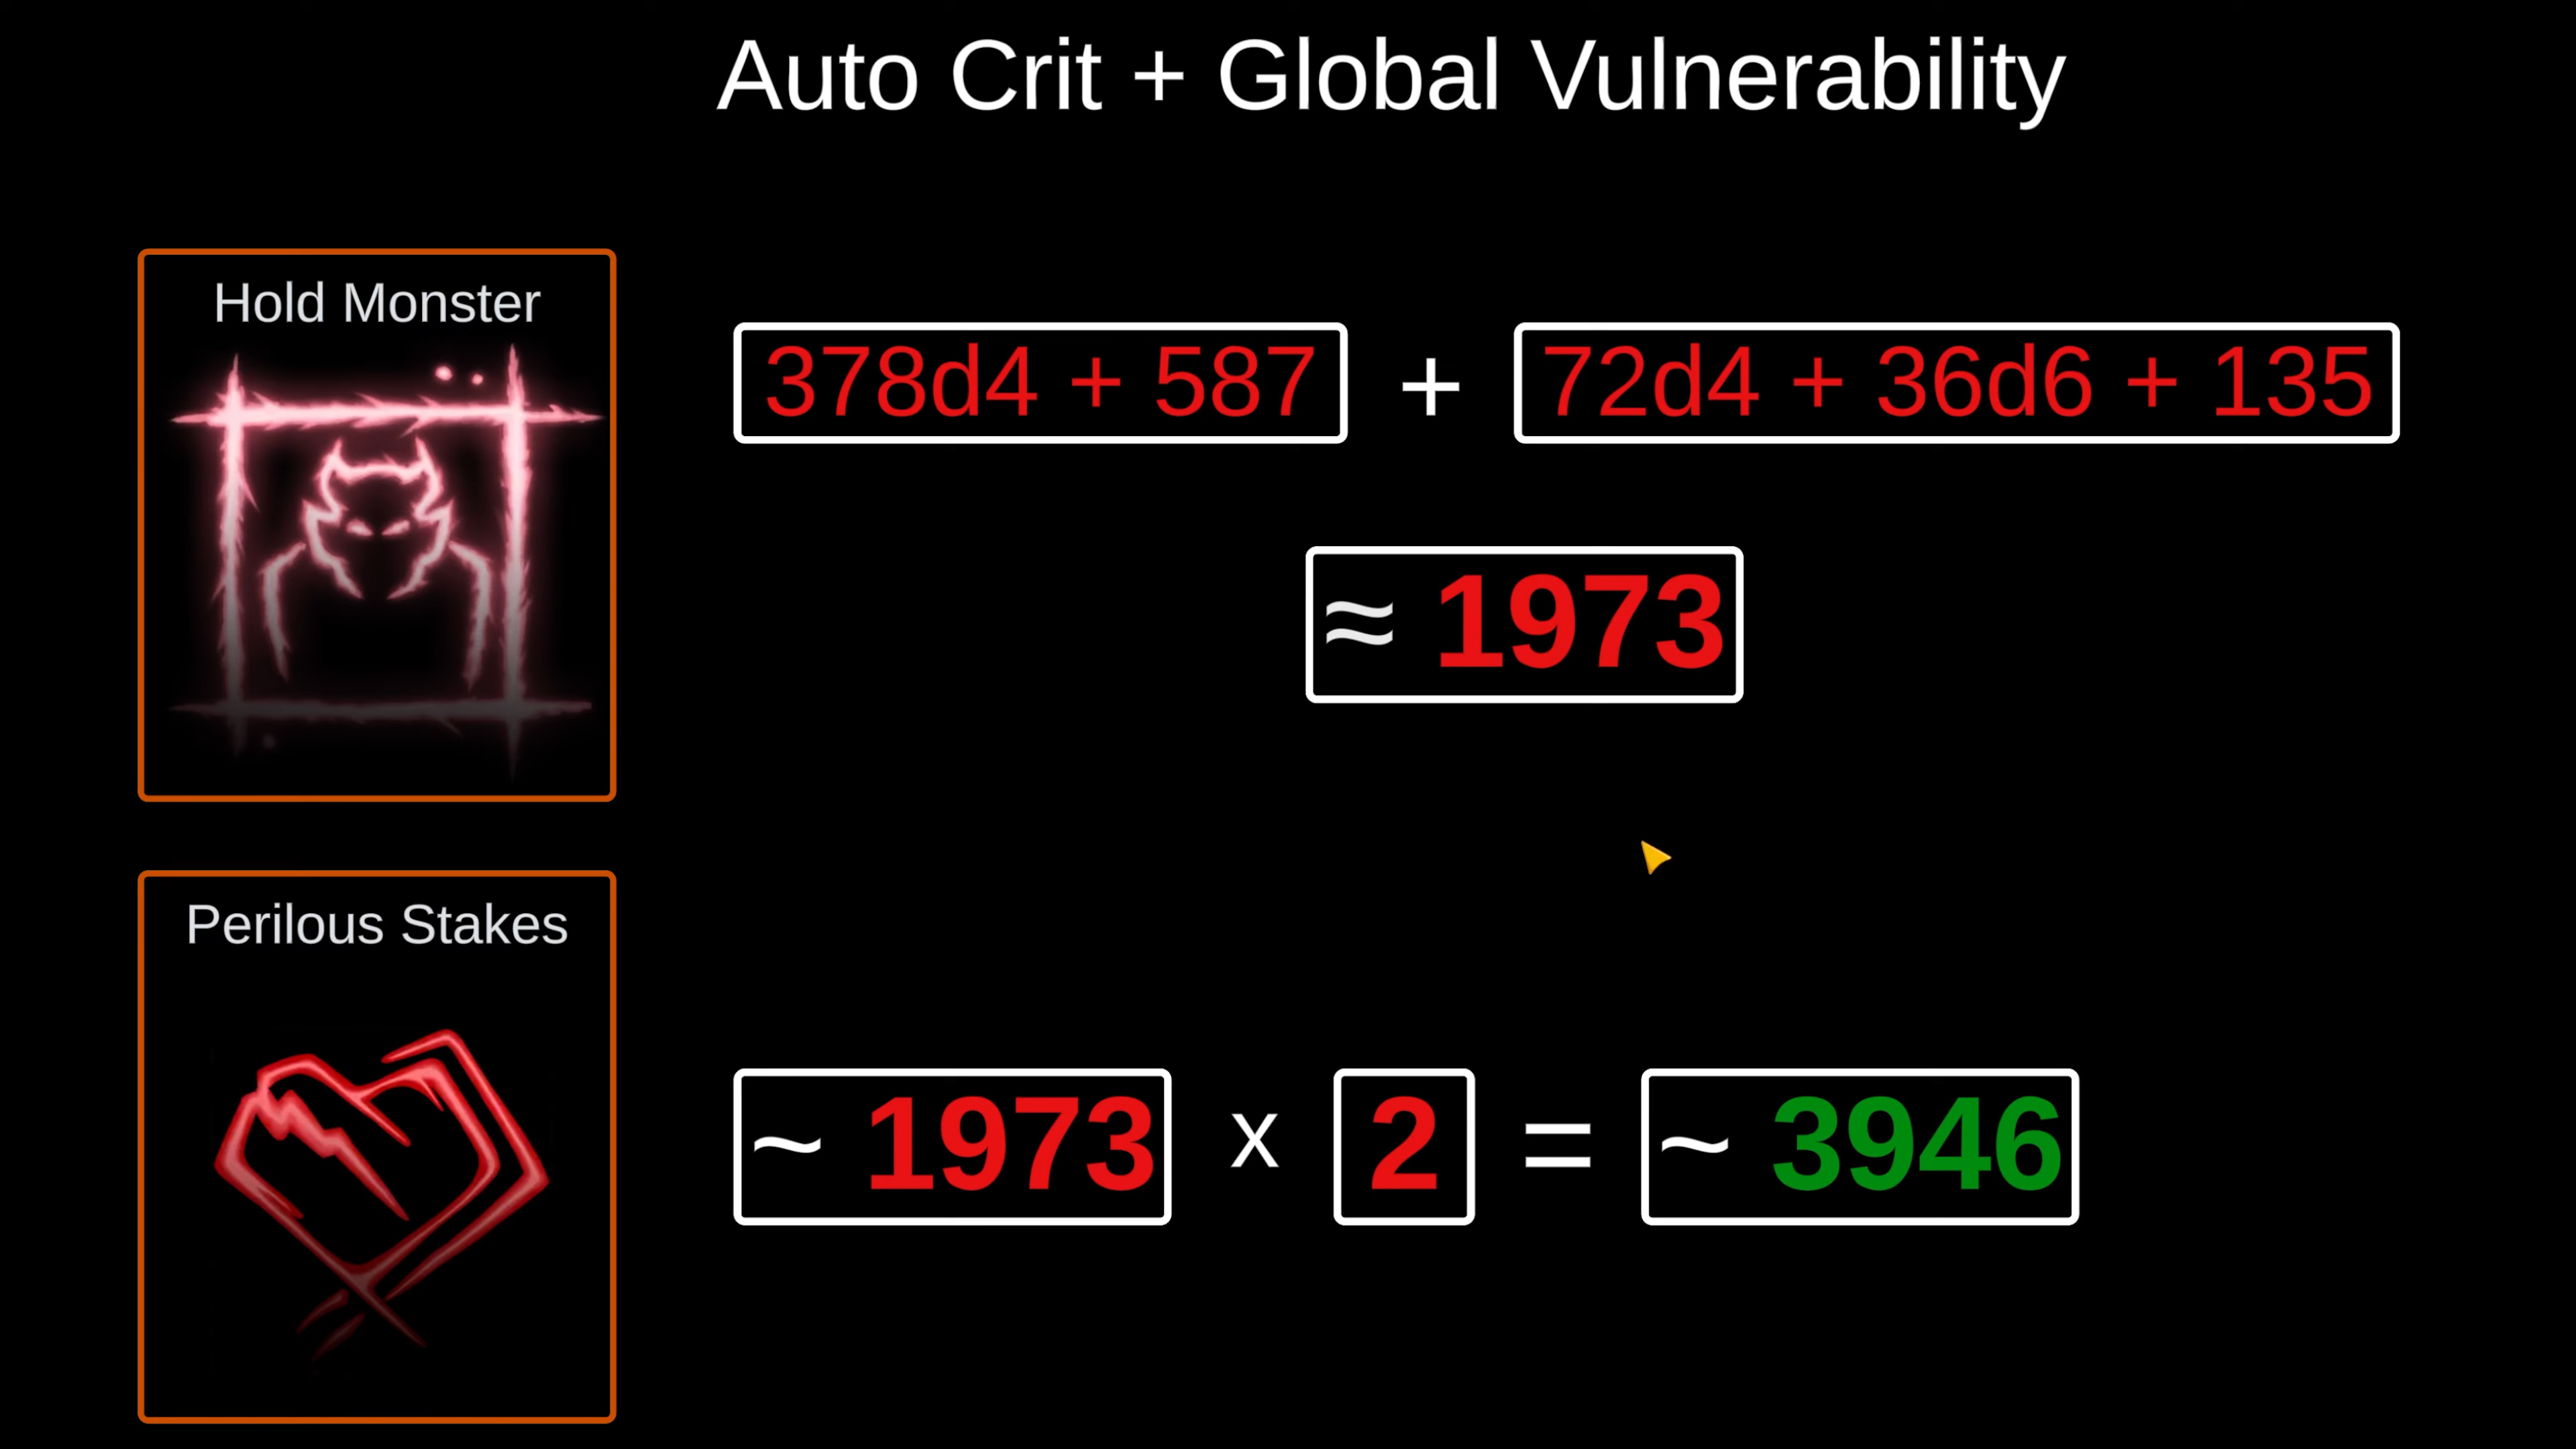 Auto Crit + Global Vulnerability
Hold Monster
378d4 + 587 + 72d4 + 36d6 + 135
≈ 1973
Perilous Stakes
~ 1973 x 2 = ~ 3946